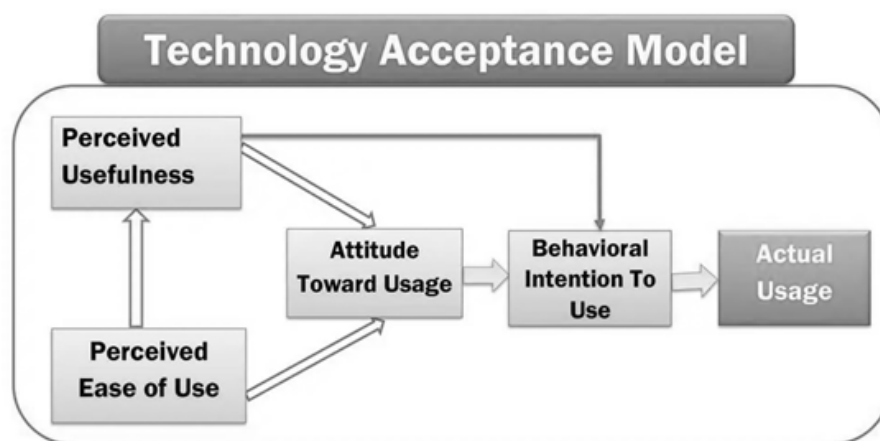 Technology Acceptance Model
Perceived
Usefulness
Attitude
Toward Usage
Behavioral
Intention To
Use
Actual
Usage
Perceived
Ease of Use